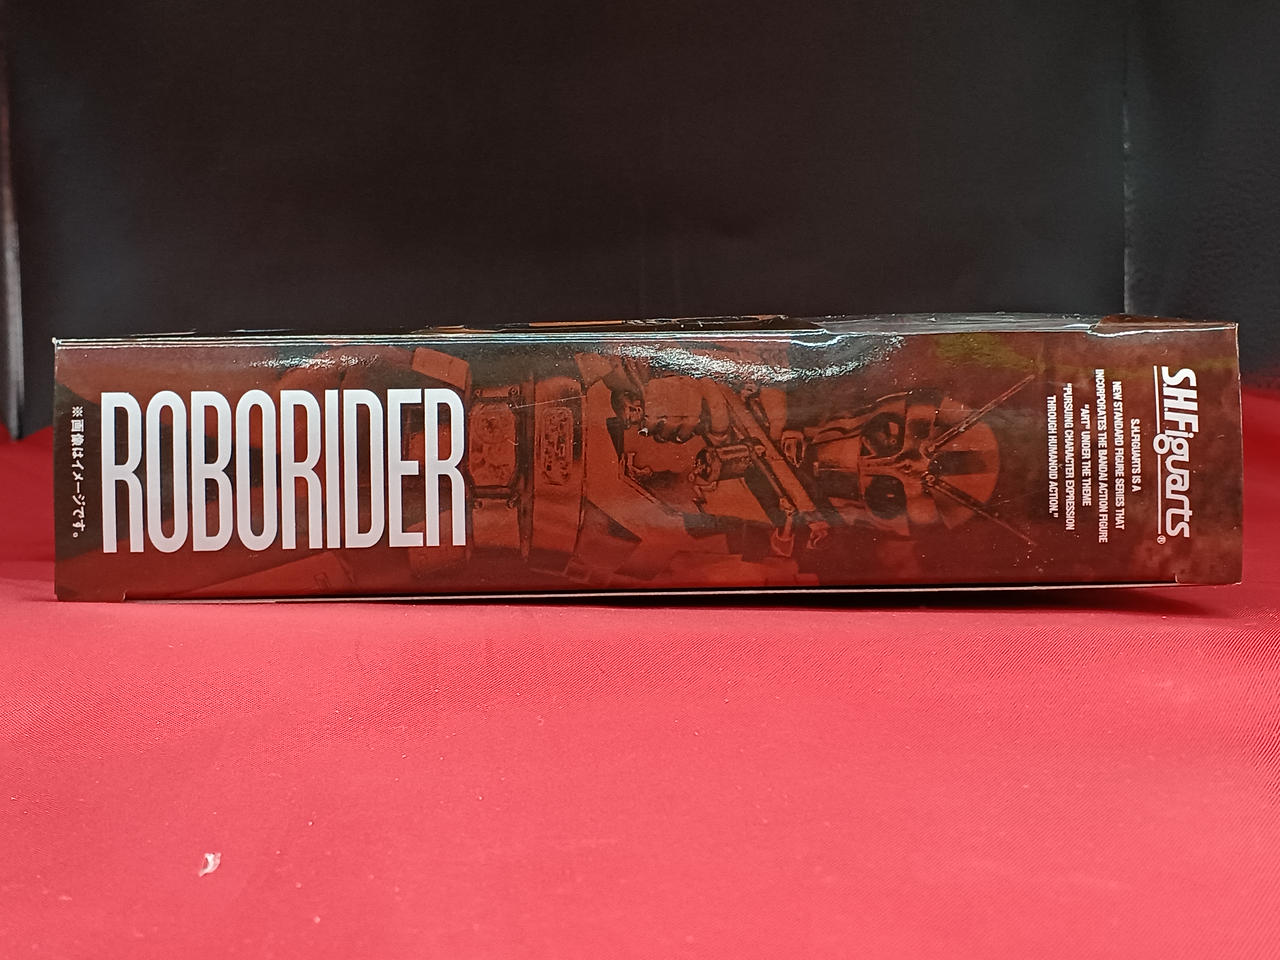 ROBORIDER
※画像はイメージです。
S.H.Figuarts®
S.H.FIGUARTS IS A
NEW STANDARD FIGURE SERIES THAT
INCORPORATES THE BANDAI ACTION FIGURE
"ART" UNDER THE THEME
"PURSUING CHARACTER EXPRESSION
THROUGH HUMANOID ACTION."